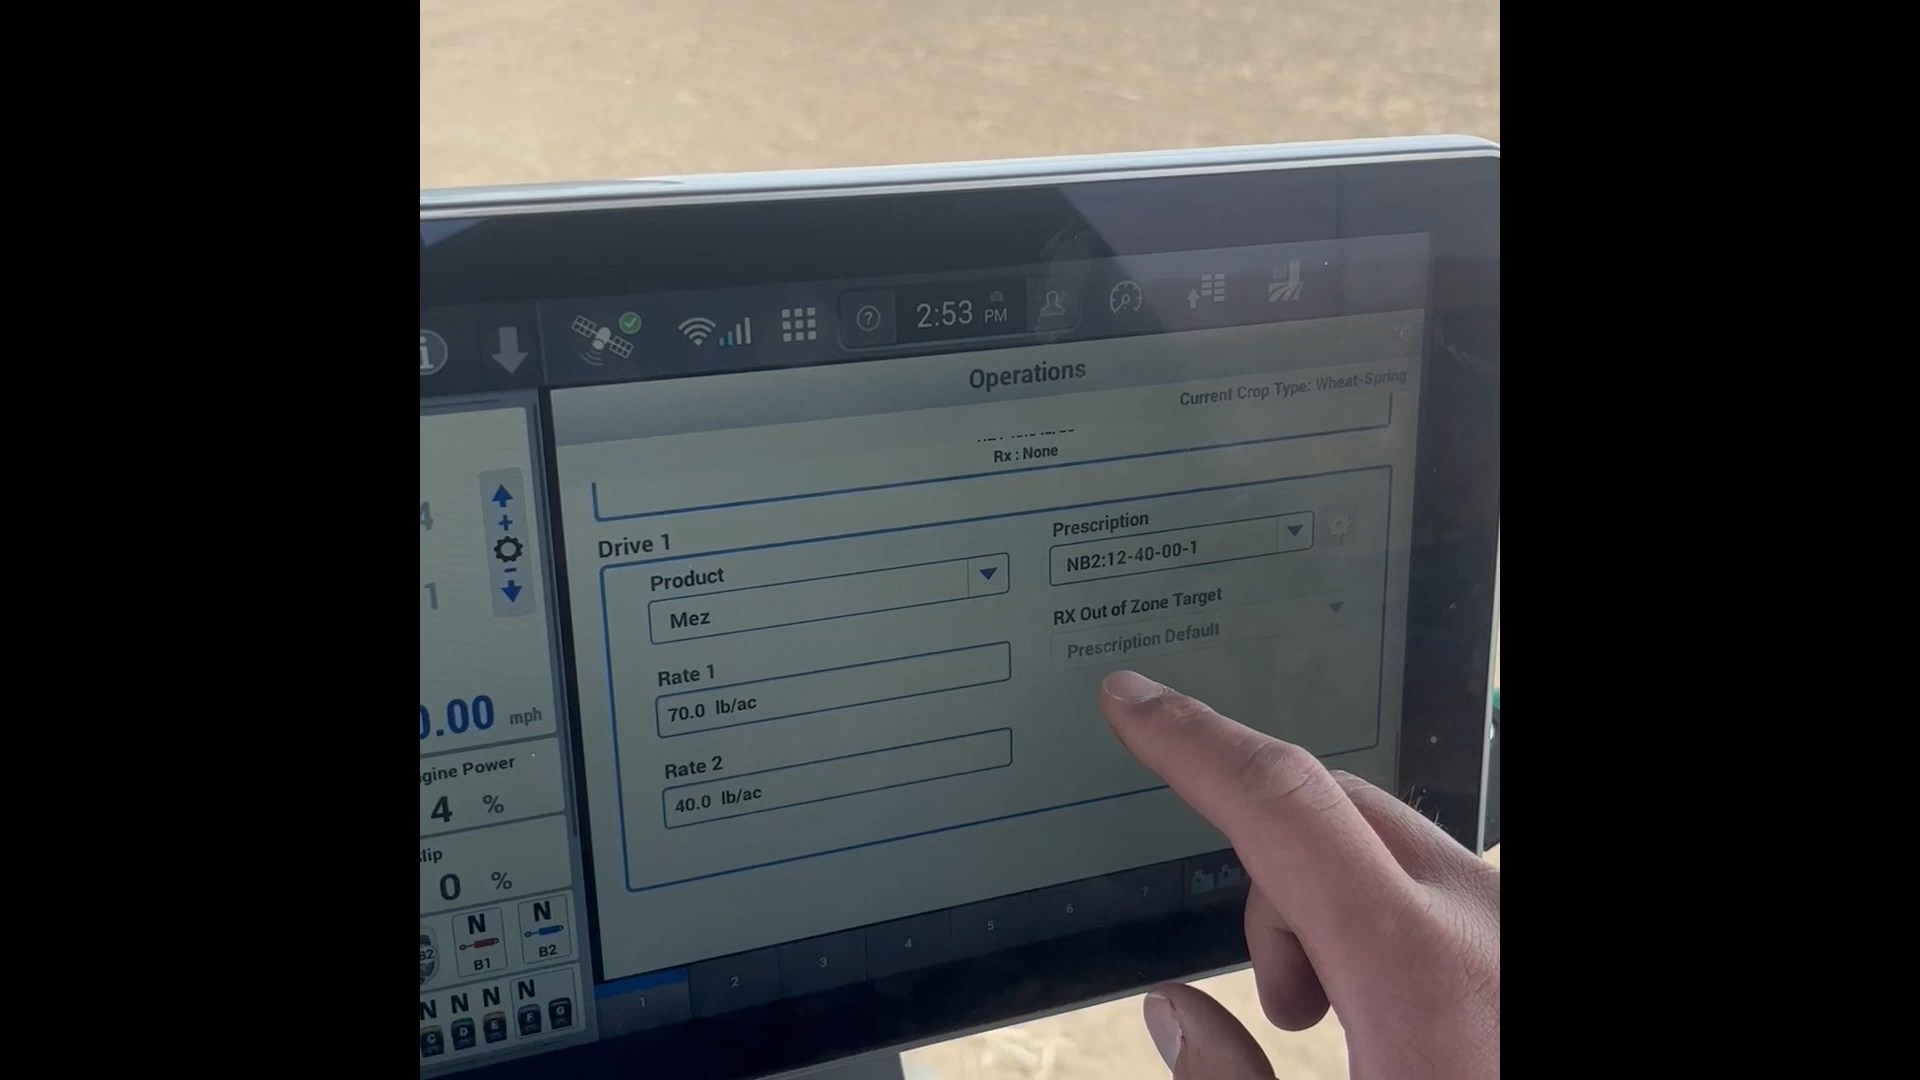 2:53 PM
Operations
Current Crop Type: Wheat-Spring
Rx : None
Drive 1
Product
Mez
Rate 1
70.0 lb/ac
Rate 2
40.0 lb/ac
Prescription
NB2:12-40-00-1
RX Out of Zone Target
Prescription Default
4
1
0.00 mph
gine Power
4 %
lip
0 %
N
B1
N
B2
B2
N N N N
C D E F G
1 2 3 4 5 6 7